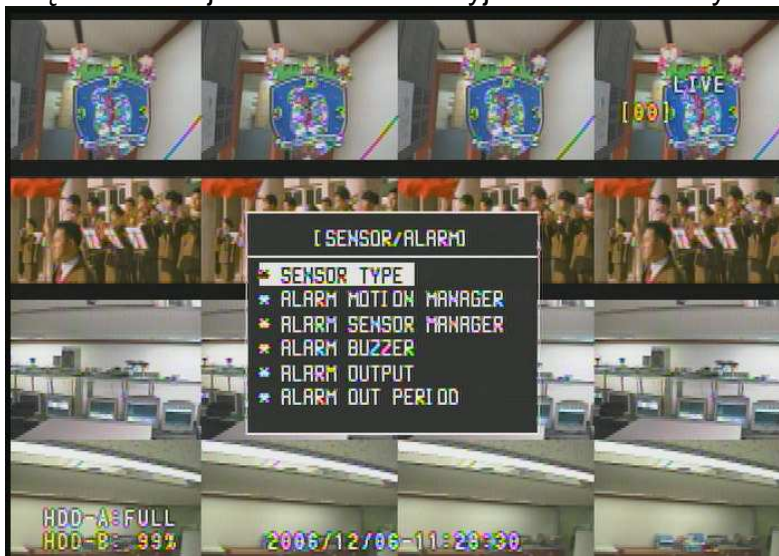 LIVE
[00]
[SENSOR/ALARM]
* SENSOR TYPE
* ALARM MOTION MANAGER
* ALARM SENSOR MANAGER
* ALARM BUZZER
* ALARM OUTPUT
* ALARM OUT PERIOD
HDD-A:FULL
HDD-B: 99% 2006/12/06-11:28:30